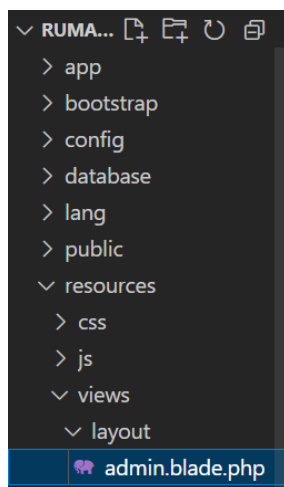 RUMA...
app
bootstrap
config
database
lang
public
resources
css
js
views
layout
admin.blade.php